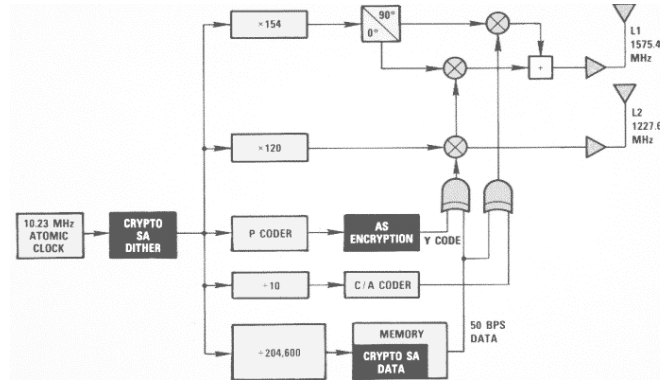 ×154
90°
0°
L1
1575.4
MHz
+
L2
1227.6
MHz
×120
10.23 MHz
ATOMIC
CLOCK
CRYPTO
SA
DITHER
P CODER
AS
ENCRYPTION
Y CODE
÷10
C/A CODER
50 BPS
DATA
÷204,600
MEMORY
CRYPTO SA
DATA